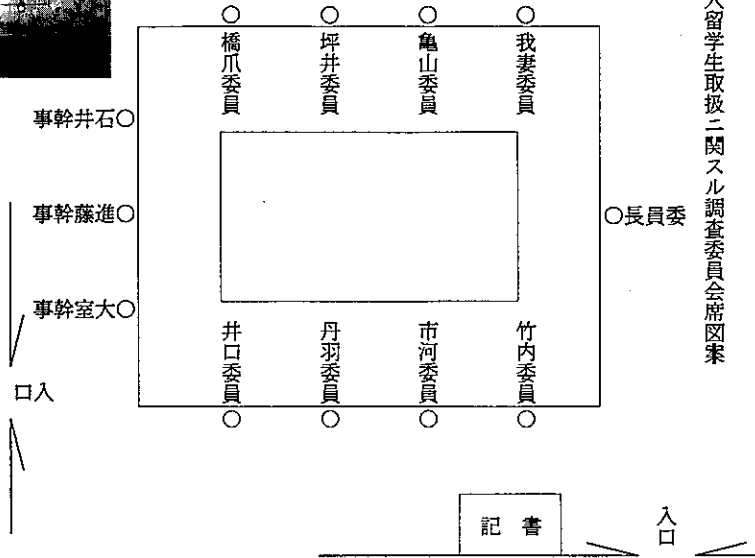 留学生取扱ニ関スル調査委員会席図案
我妻委員
亀山委員
坪井委員
橋爪委員
○長員委
事幹井石○
事幹藤進○
事幹室大○
竹内委員
市河委員
丹羽委員
井口委員
口入
入口
記書